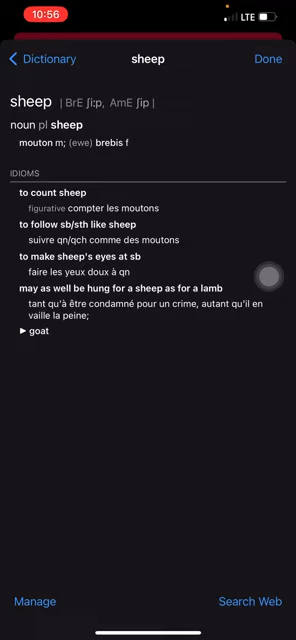 10:56
LTE
Dictionary sheep Done
sheep | BrE ʃiːp, AmE ʃip |
noun pl sheep
mouton m; (ewe) brebis f
IDIOMS
to count sheep
figurative compter les moutons
to follow sb/sth like sheep
suivre qn/qch comme des moutons
to make sheep's eyes at sb
faire les yeux doux à qn
may as well be hung for a sheep as for a lamb
tant qu'à être condamné pour un crime, autant qu'il en
vaille la peine;
► goat
Manage Search Web